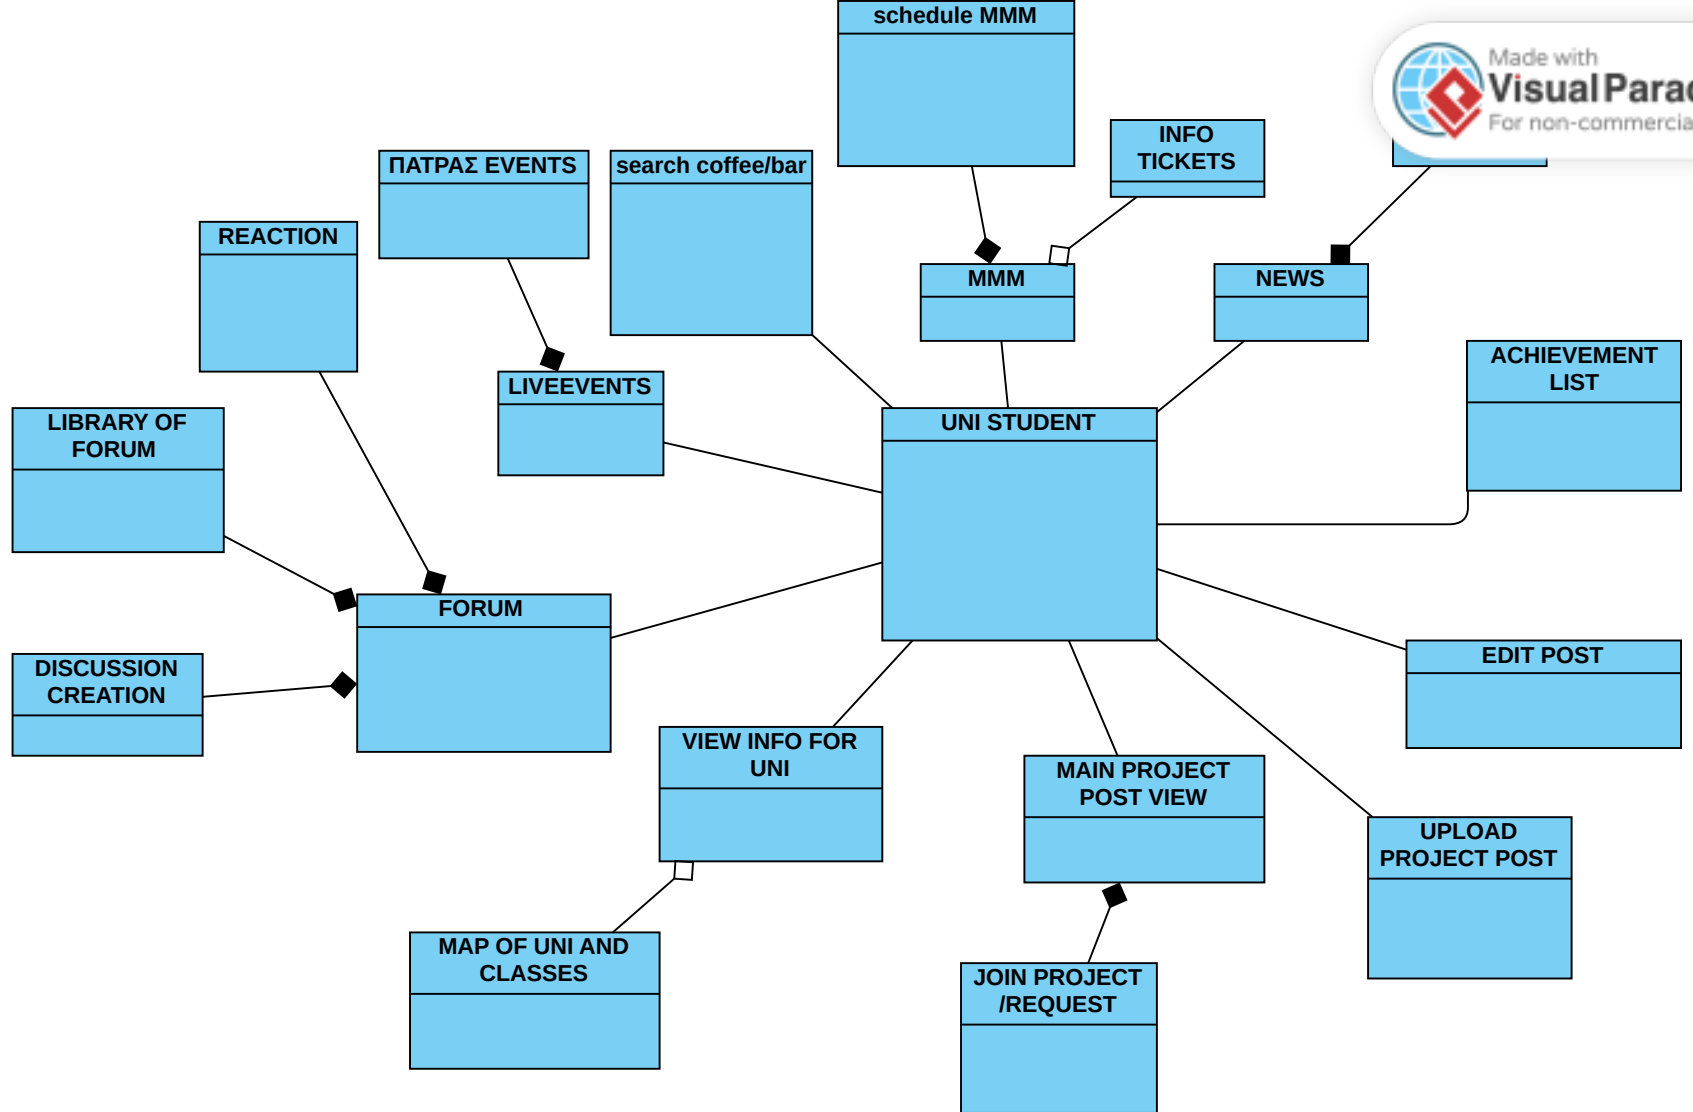 schedule MMM
Made with
Visual
For non-commercia
INFO
TICKETS
ΠΑΤΡΑΣ EVENTS
search coffee/bar
REACTION
MMM
NEWS
ACHIEVEMENT
LIST
LIVEEVENTS
LIBRARY OF
FORUM
UNI STUDENT
FORUM
DISCUSSION
CREATION
EDIT POST
VIEW INFO FOR
UNI
MAIN PROJECT
POST VIEW
UPLOAD
PROJECT POST
MAP OF UNI AND
CLASSES
JOIN PROJECT
/REQUEST